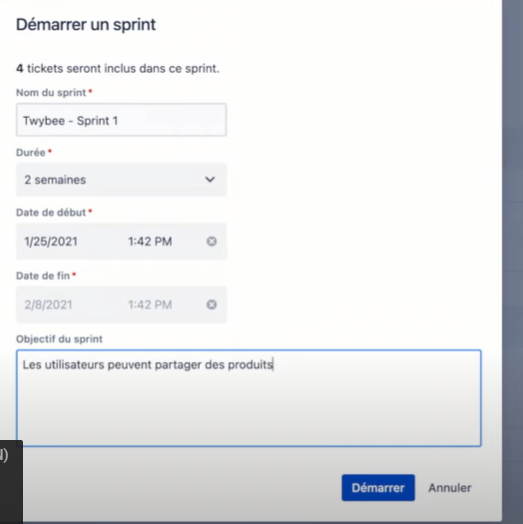 Démarrer un sprint
4 tickets seront inclus dans ce sprint.
Nom du sprint *
Twybee - Sprint 1
Durée *
2 semaines
Date de début *
1/25/2021 1:42 PM
Date de fin *
2/8/2021 1:42 PM
Objectif du sprint
Les utilisateurs peuvent partager des produits
Démarrer Annuler